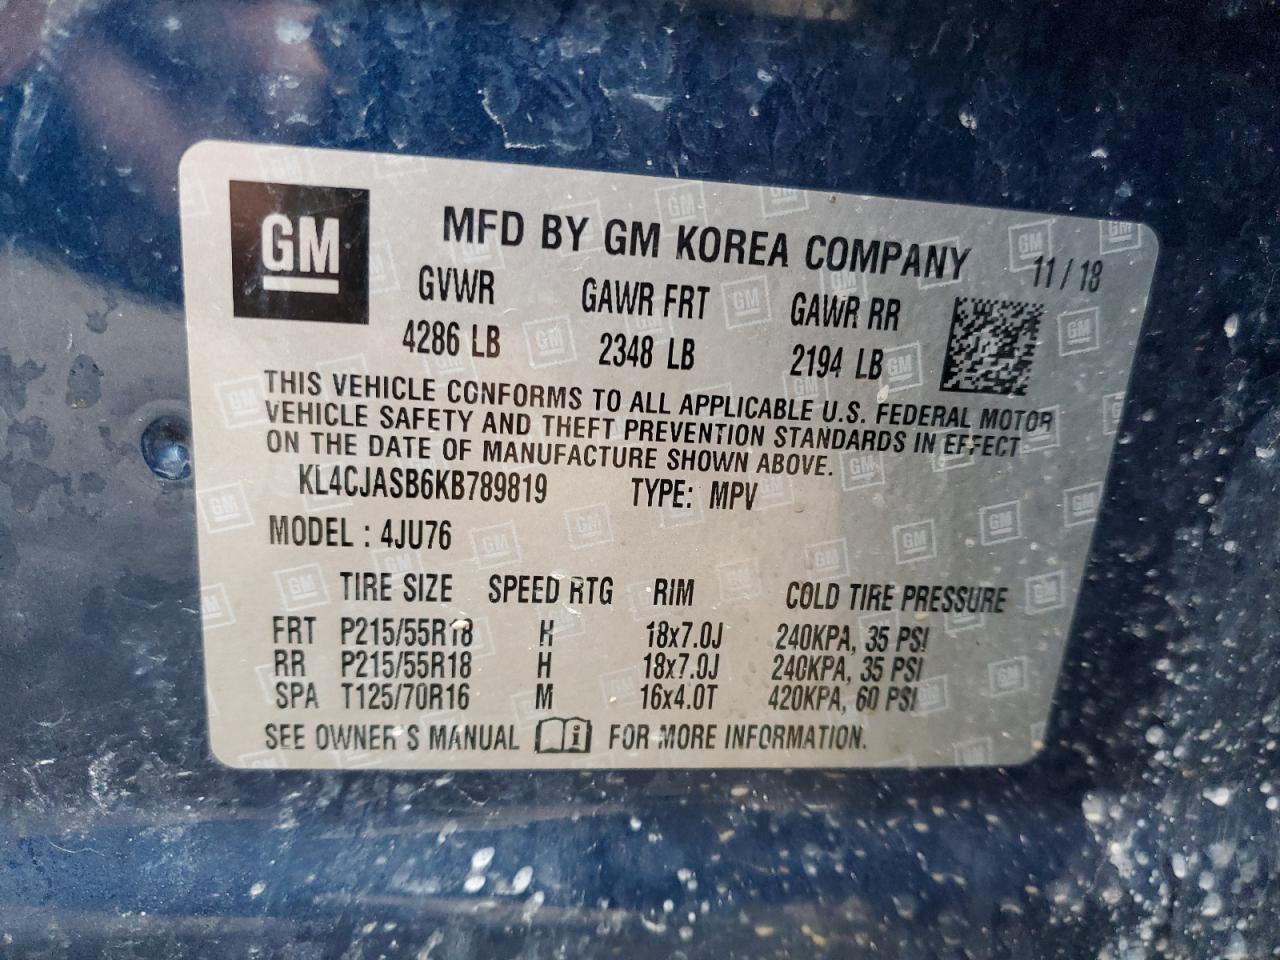 GM
MFD BY GM KOREA COMPANY
11/18
GVWR GAWR FRT GAWR RR
4286 LB 2348 LB 2194 LB
THIS VEHICLE CONFORMS TO ALL APPLICABLE U.S. FEDERAL MOTOR
VEHICLE SAFETY AND THEFT PREVENTION STANDARDS IN EFFECT
ON THE DATE OF MANUFACTURE SHOWN ABOVE.
KL4CJASB6KB789819 TYPE: MPV
MODEL : 4JU76
TIRE SIZE SPEED RTG RIM COLD TIRE PRESSURE
FRT P215/55R18 H 18x7.0J 240KPA, 35 PSI
RR P215/55R18 H 18x7.0J 240KPA, 35 PSI
SPA T125/70R16 M 16x4.0T 420KPA, 60 PSI
SEE OWNER'S MANUAL i FOR MORE INFORMATION.